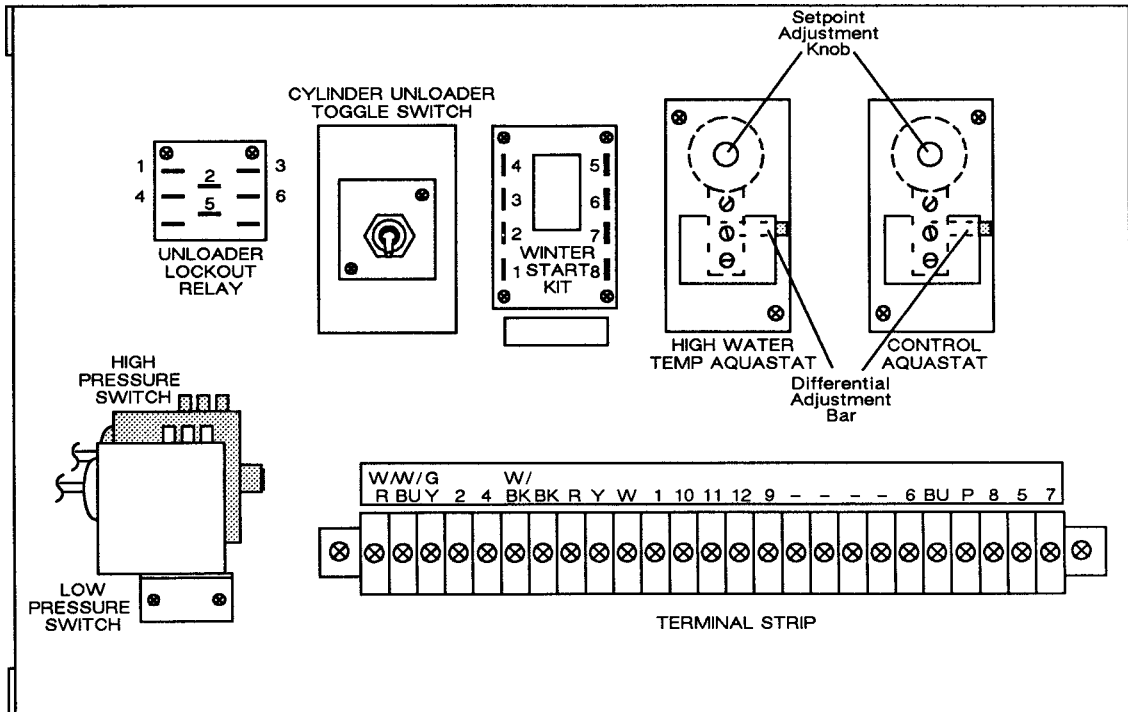 Setpoint
Adjustment
Knob
CYLINDER UNLOADER
TOGGLE SWITCH
1 2 3
4 5 6
UNLOADER
LOCKOUT
RELAY
4 5
3 6
2 7
1 8
WINTER
START
KIT
HIGH WATER
TEMP AQUASTAT
CONTROL
AQUASTAT
Differential
Adjustment
Bar
HIGH
PRESSURE
SWITCH
LOW
PRESSURE
SWITCH
W/ W/ G W/
R BU Y 2 4 BK BK R Y W 1 10 11 12 9 - - - - 6 BU P 8 5 7
TERMINAL STRIP